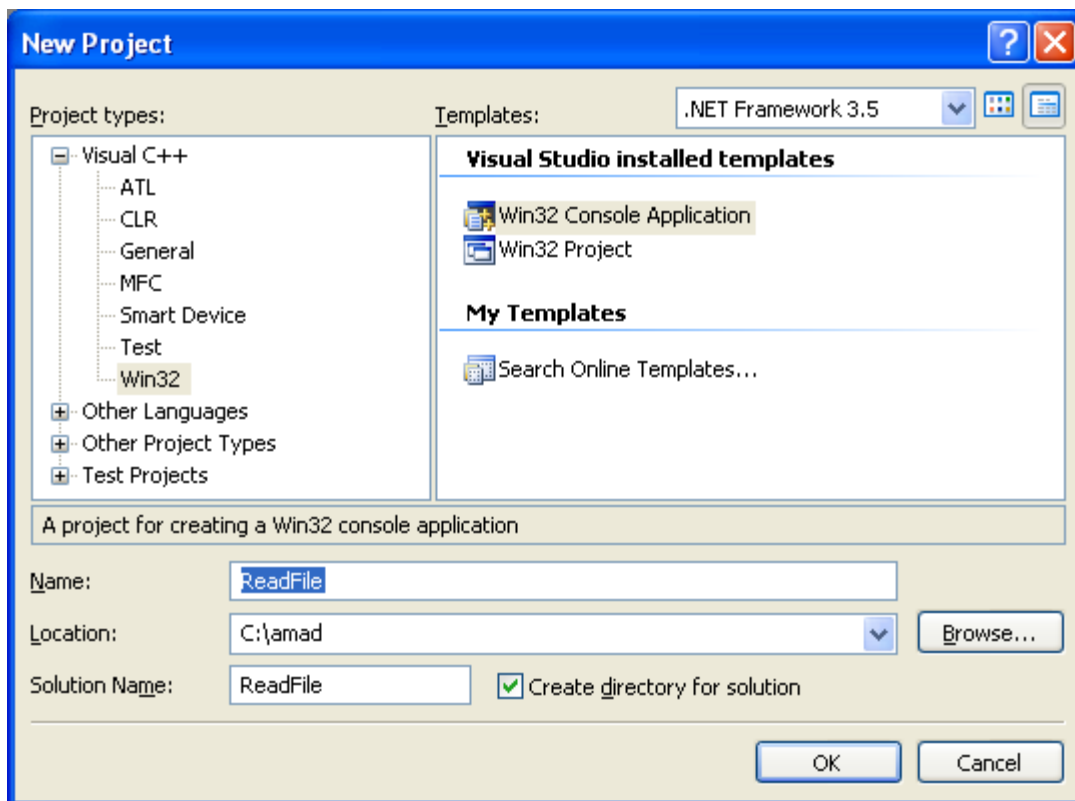 New Project
Project types:
Templates:
.NET Framework 3.5
Visual C++
ATL
CLR
General
MFC
Smart Device
Test
Win32
Other Languages
Other Project Types
Test Projects
Visual Studio installed templates
Win32 Console Application
Win32 Project
My Templates
Search Online Templates...
A project for creating a Win32 console application
Name:
ReadFile
Location:
C:\amad
Browse...
Solution Name:
ReadFile
Create directory for solution
OK
Cancel